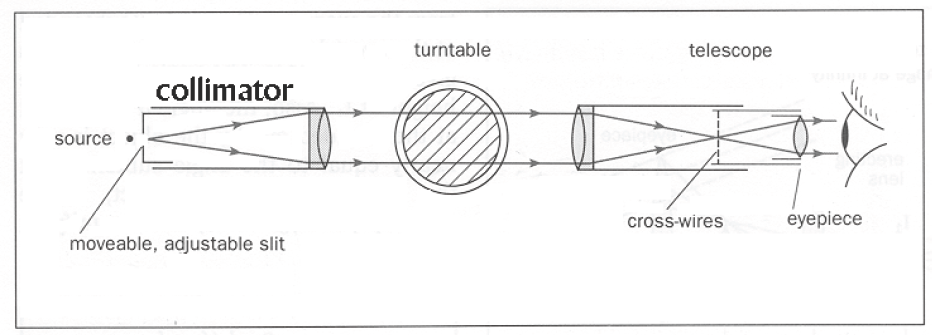 turntable
telescope
collimator
source
cross-wires
eyepiece
moveable, adjustable slit